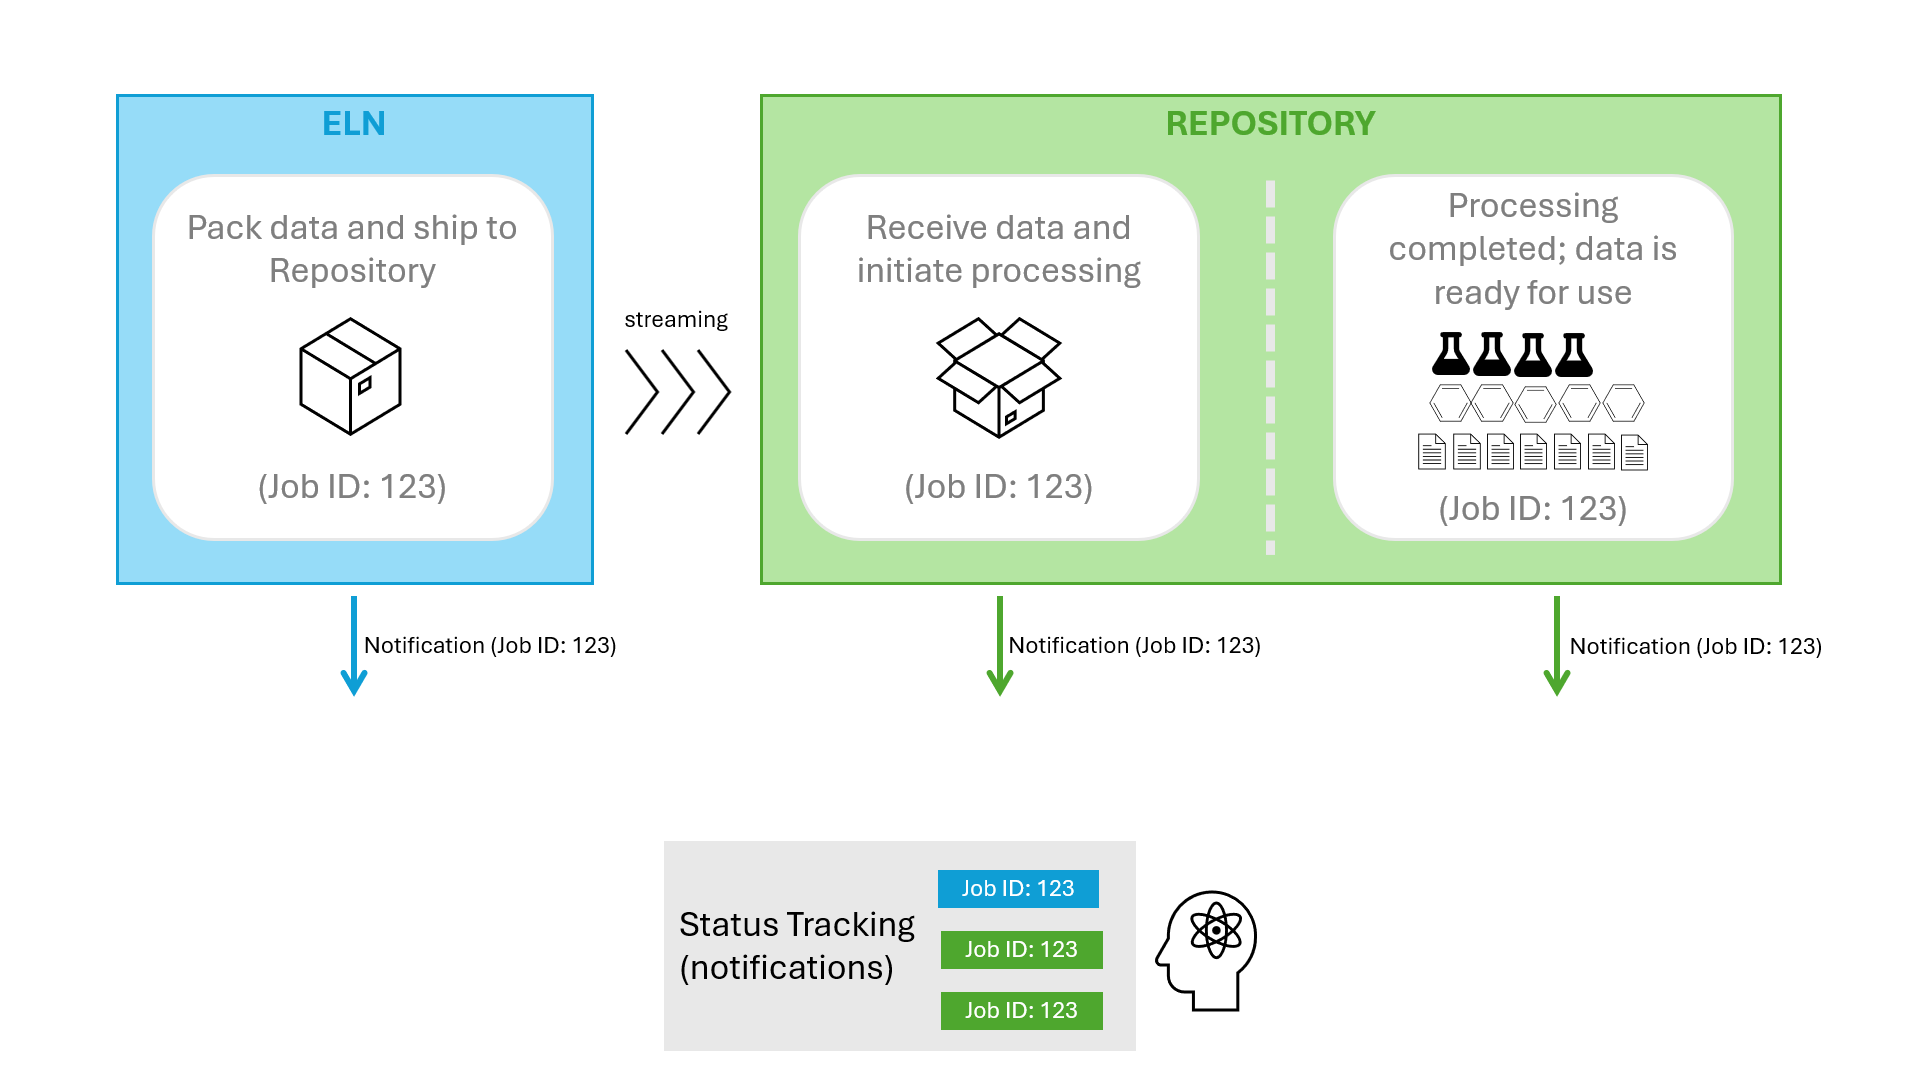 ELN
Pack data and ship to
Repository
(Job ID: 123)
streaming
REPOSITORY
Receive data and
initiate processing
(Job ID: 123)
Processing
completed; data is
ready for use
(Job ID: 123)
Notification (Job ID: 123)
Notification (Job ID: 123)
Notification (Job ID: 123)
Status Tracking
(notifications)
Job ID: 123
Job ID: 123
Job ID: 123